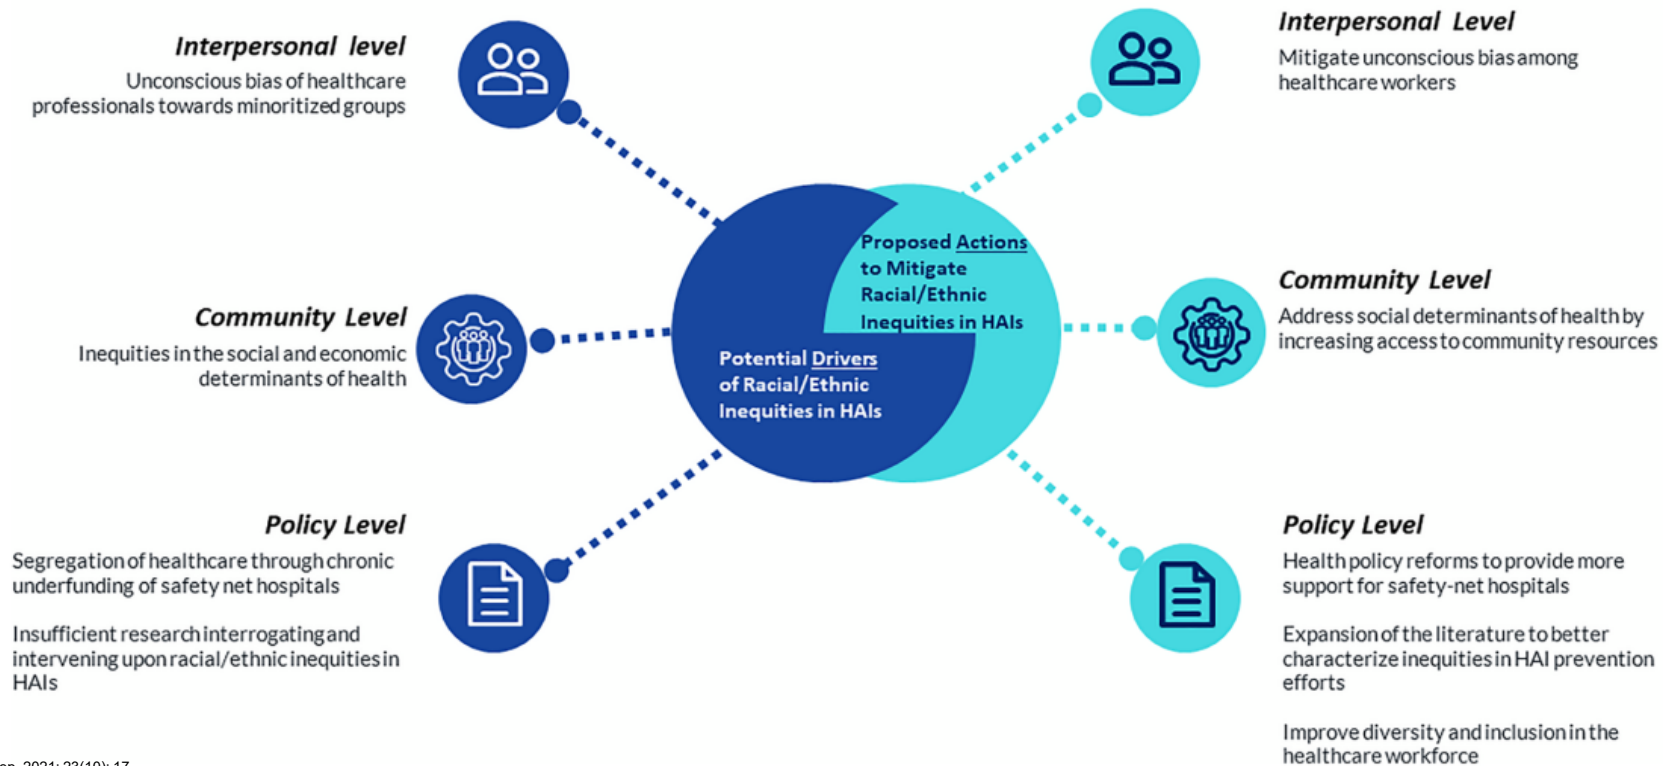 Interpersonal level
Unconscious bias of healthcare
professionals towards minoritized groups
Community Level
Inequities in the social and economic
determinants of health
Policy Level
Segregation of healthcare through chronic
underfunding of safety net hospitals
Insufficient research interrogating and
intervening upon racial/ethnic inequities in
HAIs
Potential Drivers
of Racial/Ethnic
Inequities in HAIs
Proposed Actions
to Mitigate
Racial/Ethnic
Inequities in HAIs
Interpersonal Level
Mitigate unconscious bias among
healthcare workers
Community Level
Address social determinants of health by
increasing access to community resources
Policy Level
Health policy reforms to provide more
support for safety-net hospitals
Expansion of the literature to better
characterize inequities in HAI prevention
efforts
Improve diversity and inclusion in the
healthcare workforce
2021; 23(10): 17